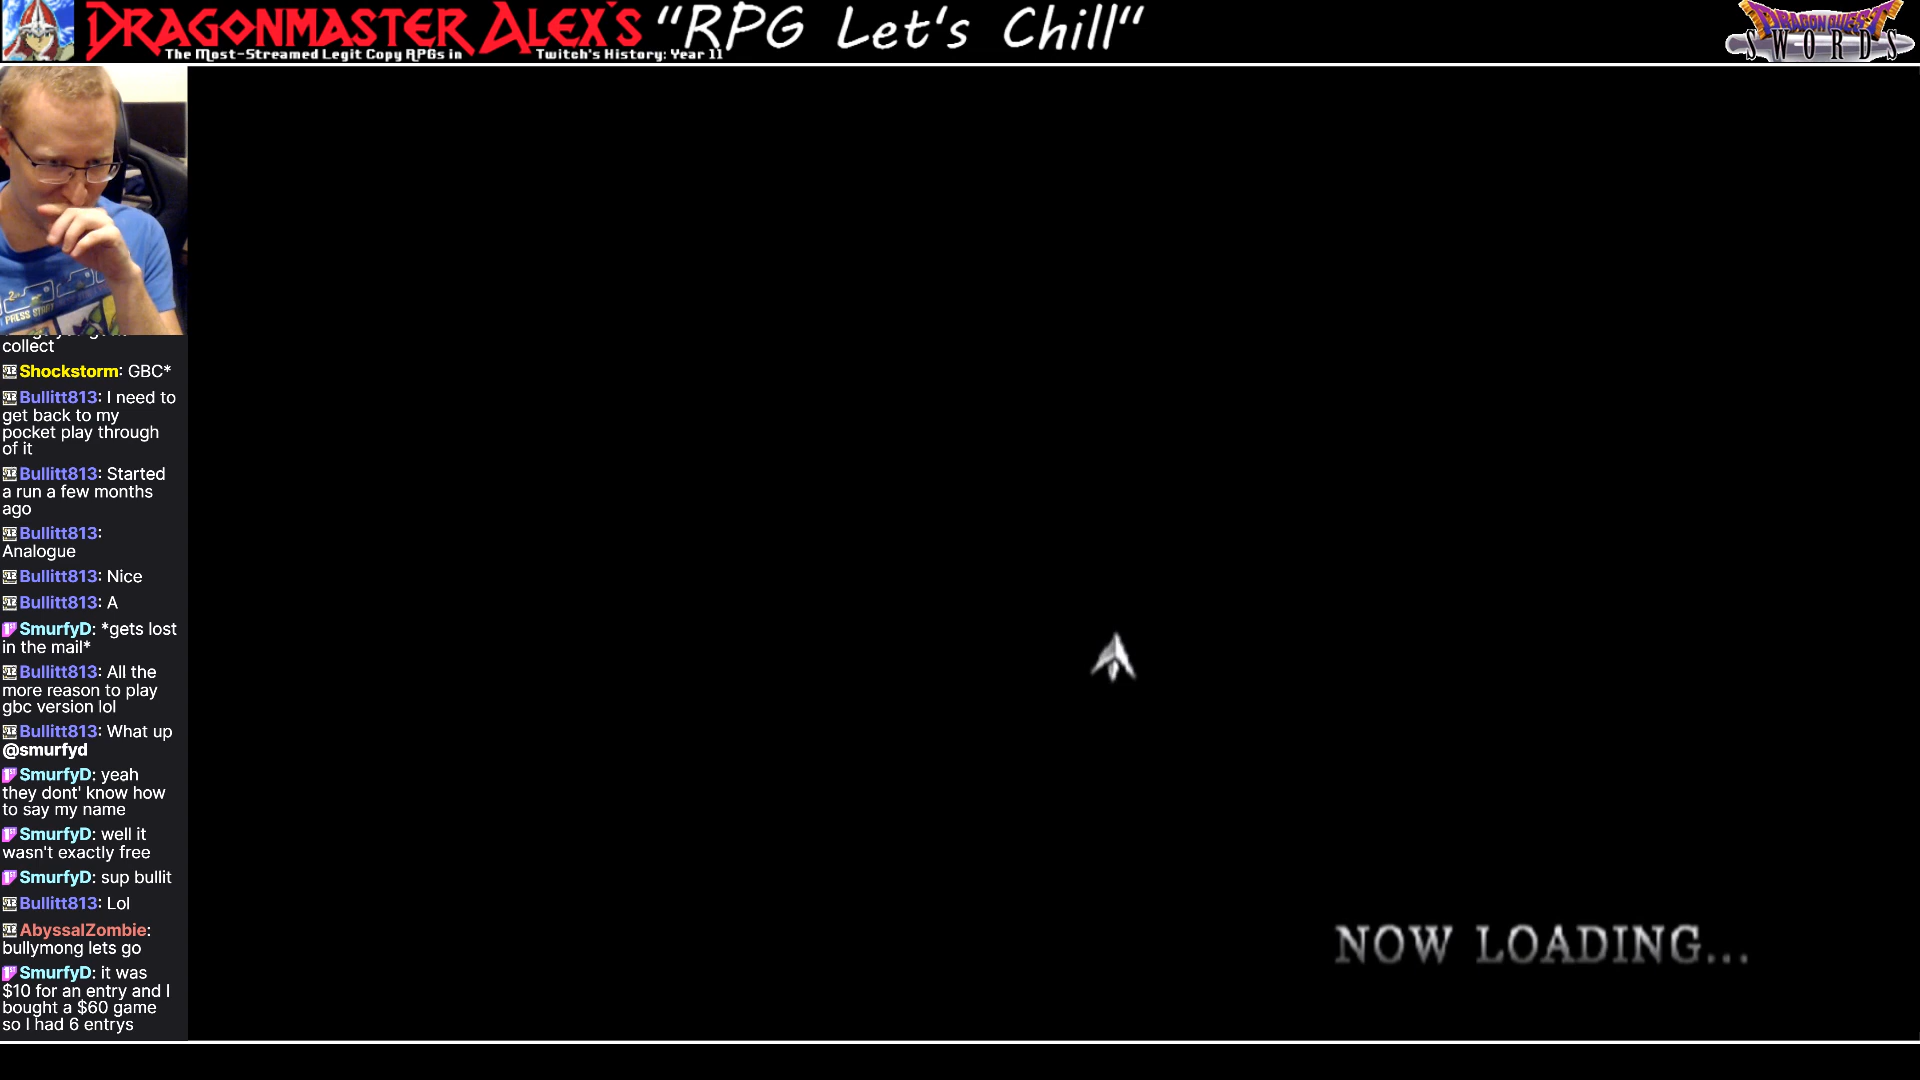 DRAGONMASTER ALEX'S "RPG Let's Chill"
The Most-Streamed Legit Copy RPGs in Twitch's History: Year 11
DRAGON QUEST
SWORDS
PRESS START
collect
Shockstorm: GBC*
Bullitt813: I need to
get back to my
pocket play through
of it
Bullitt813: Started
a run a few months
ago
Bullitt813:
Analogue
Bullitt813: Nice
Bullitt813: A
SmurfyD: *gets lost
in the mail*
Bullitt813: All the
more reason to play
gbc version lol
Bullitt813: What up
@smurfyd
SmurfyD: yeah
they dont' know how
to say my name
SmurfyD: well it
wasn't exactly free
SmurfyD: sup bullit
Bullitt813: Lol
AbyssalZombie:
bullymong lets go
SmurfyD: it was
$10 for an entry and I
bought a $60 game
so I had 6 entrys
NOW LOADING...